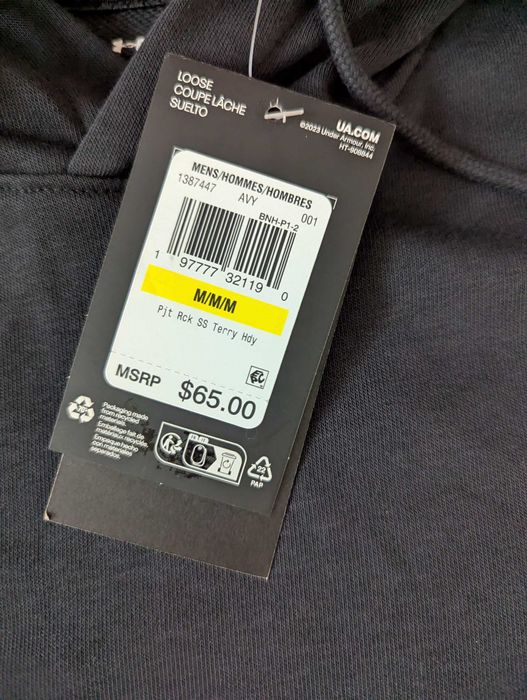 LOOSE
COUPE LÂCHE
SUELTO
UA.COM
©2023 Under Armour, Inc.
HT-908844
MENS/HOMMES/HOMBRES
1387447 AVY 001
BNH-P1-2
1 97777 32119 0
M/M/M
Pjt Rck SS Terry Hdy
MSRP $65.00
Packaging made
from recycled
materials.
Emballage fait de
matériaux recyclés.
Empaque hecho
con materiales
separados.
22
PAP